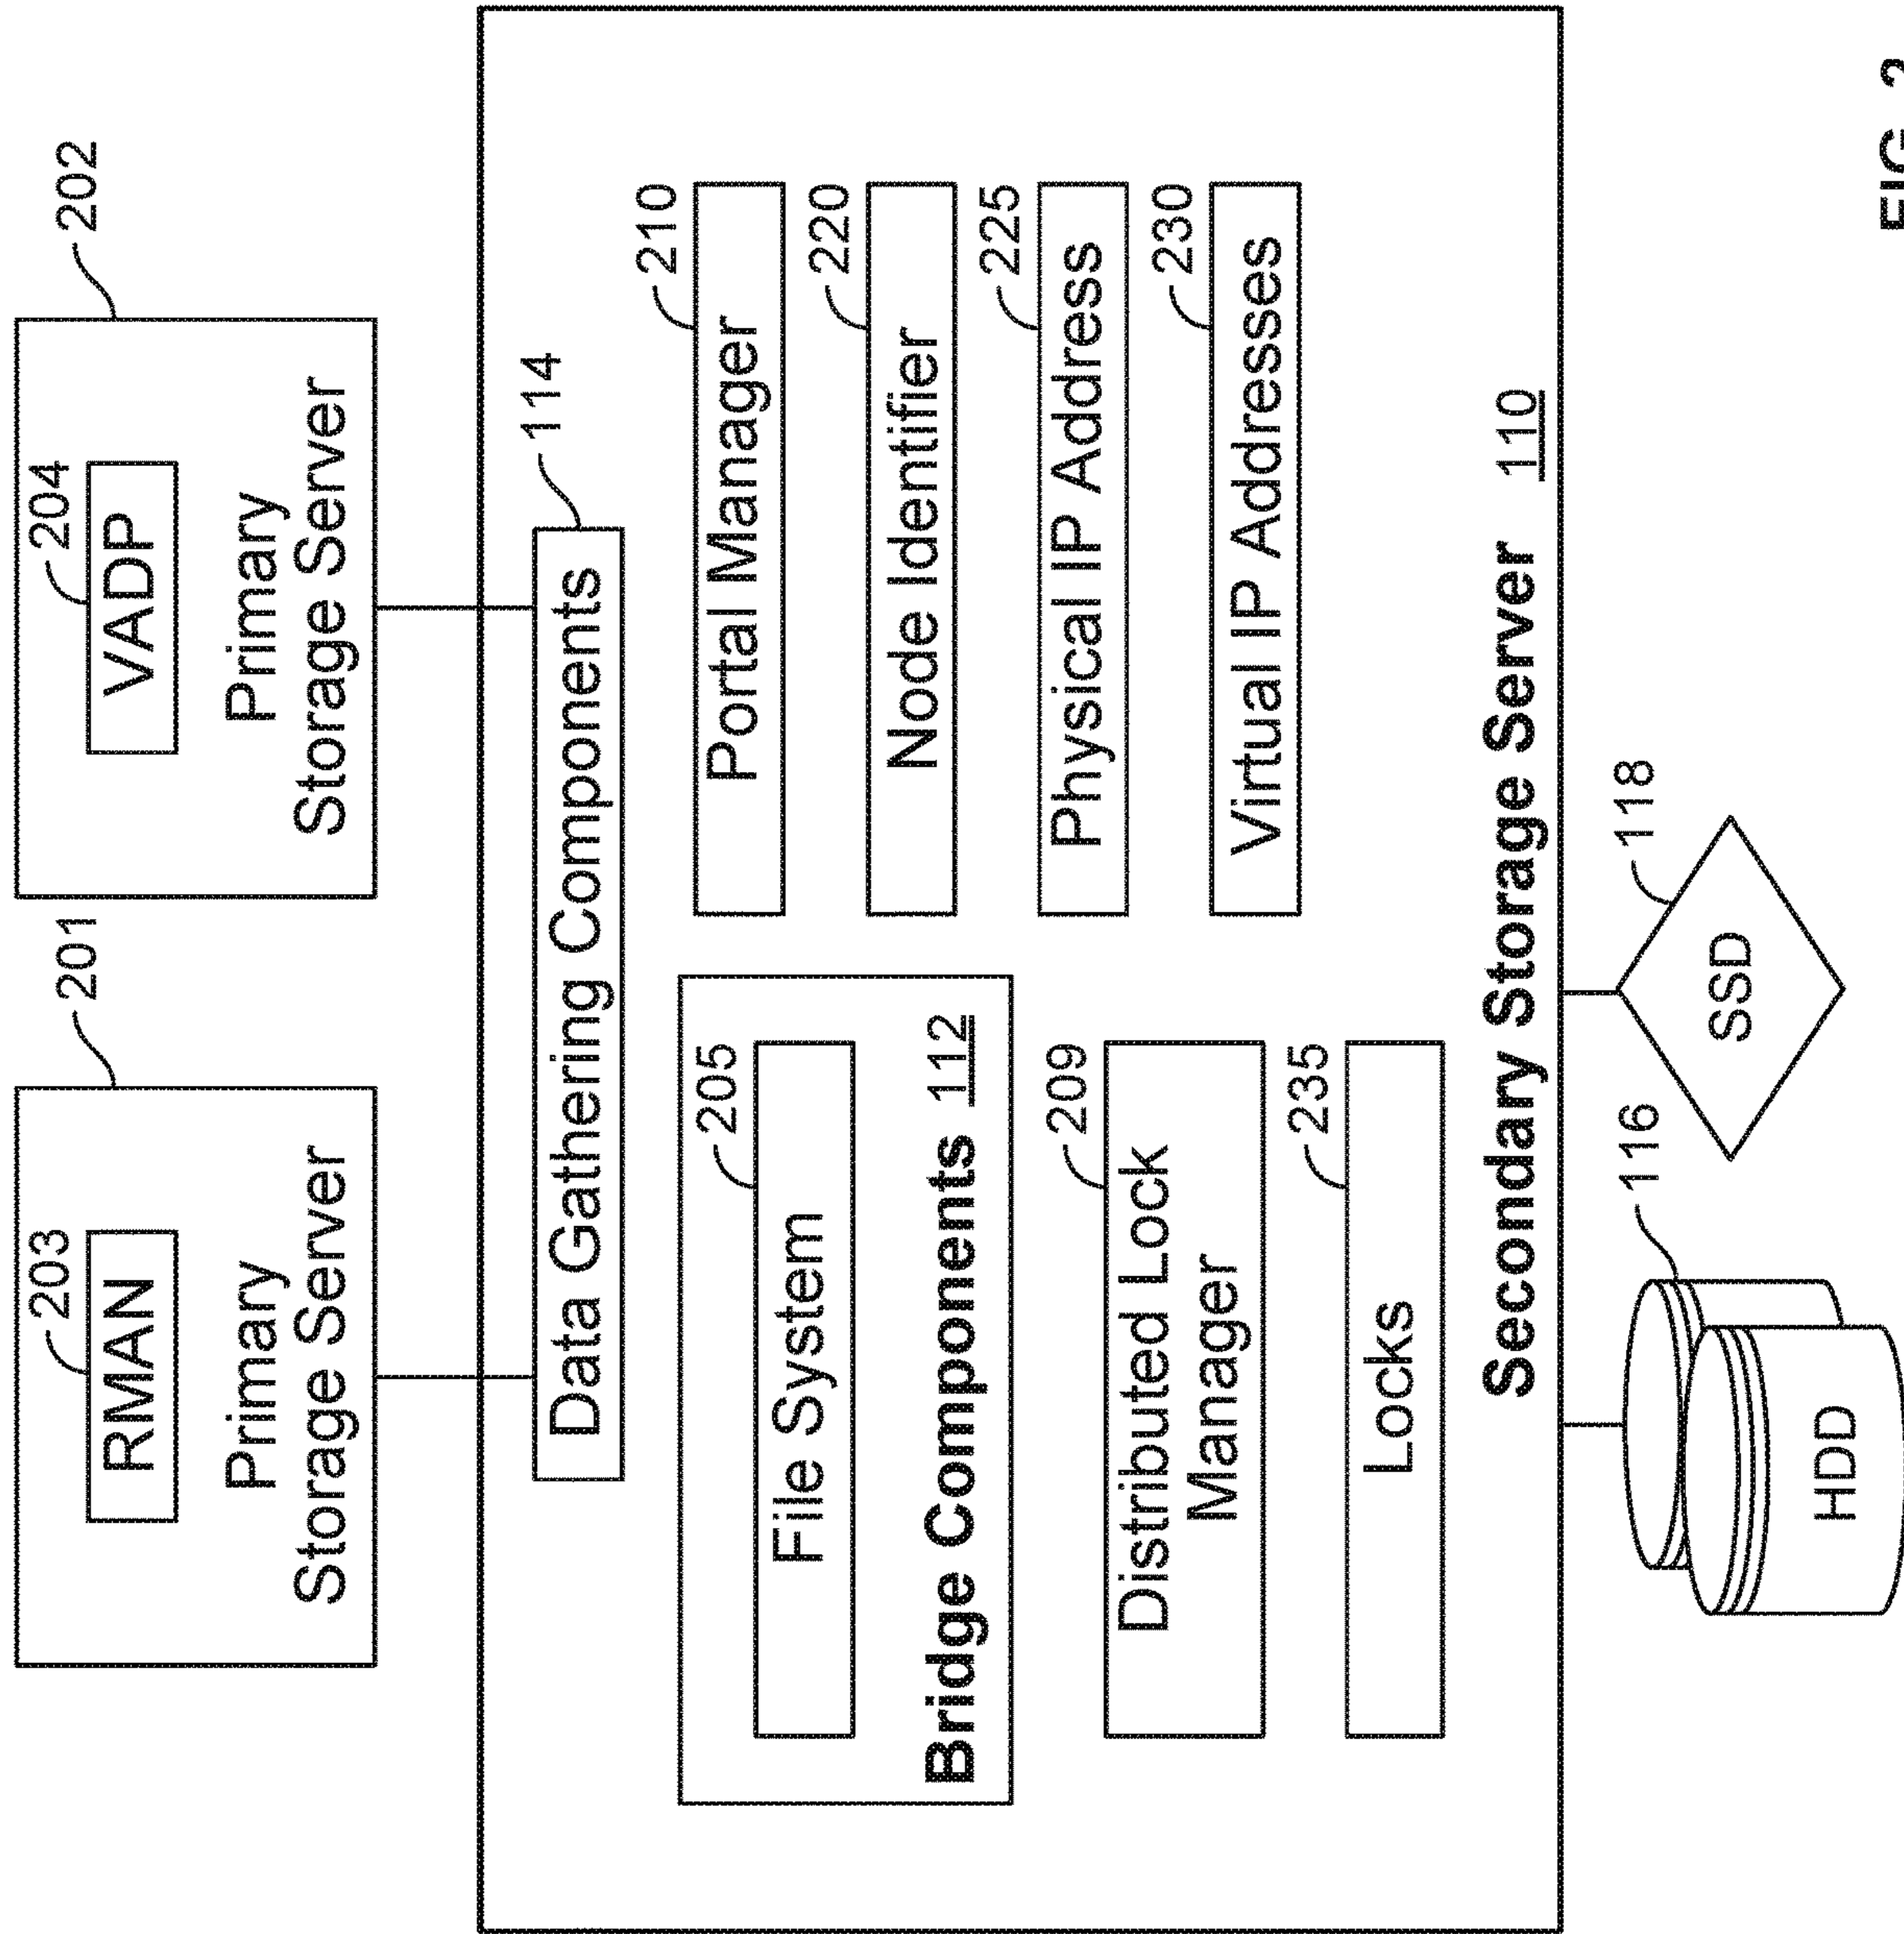 201
202
203
204
RMAN
VADP
Primary
Storage Server
Primary
Storage Server
114
Data Gathering Components
205
File System
Bridge Components 112
210
Portal Manager
220
Node Identifier
209
Distributed Lock
Manager
225
Physical IP Address
235
Locks
230
Virtual IP Addresses
Secondary Storage Server 110
116
HDD
118
SSD
FIG. 2